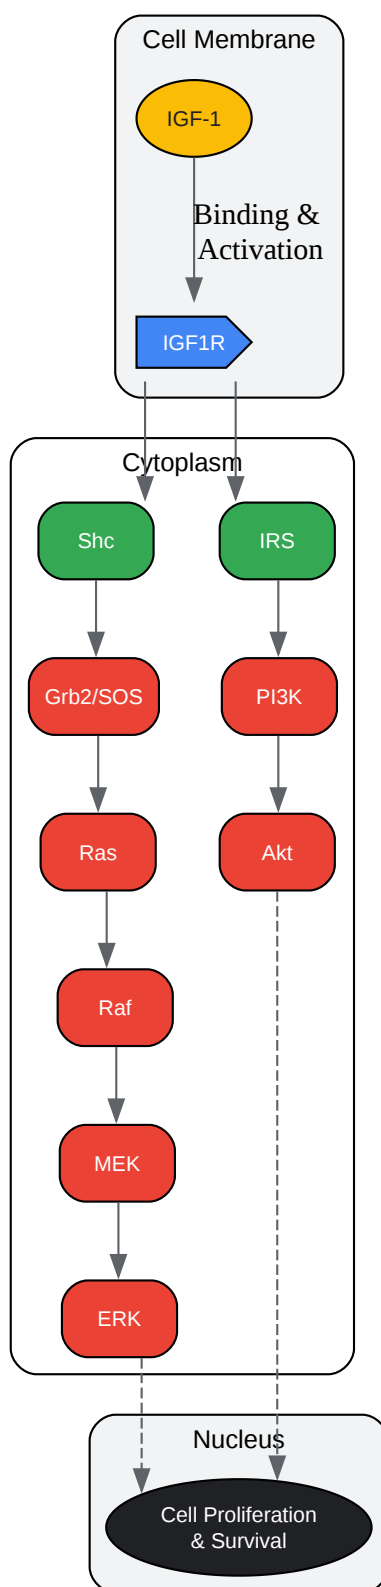 Cell Membrane
IGF-1
Binding &
Activation
IGF1R
Cytoplasm
Shc
IRS
Grb2/SOS
PI3K
Ras
Akt
Raf
MEK
ERK
Nucleus
Cell Proliferation
& Survival